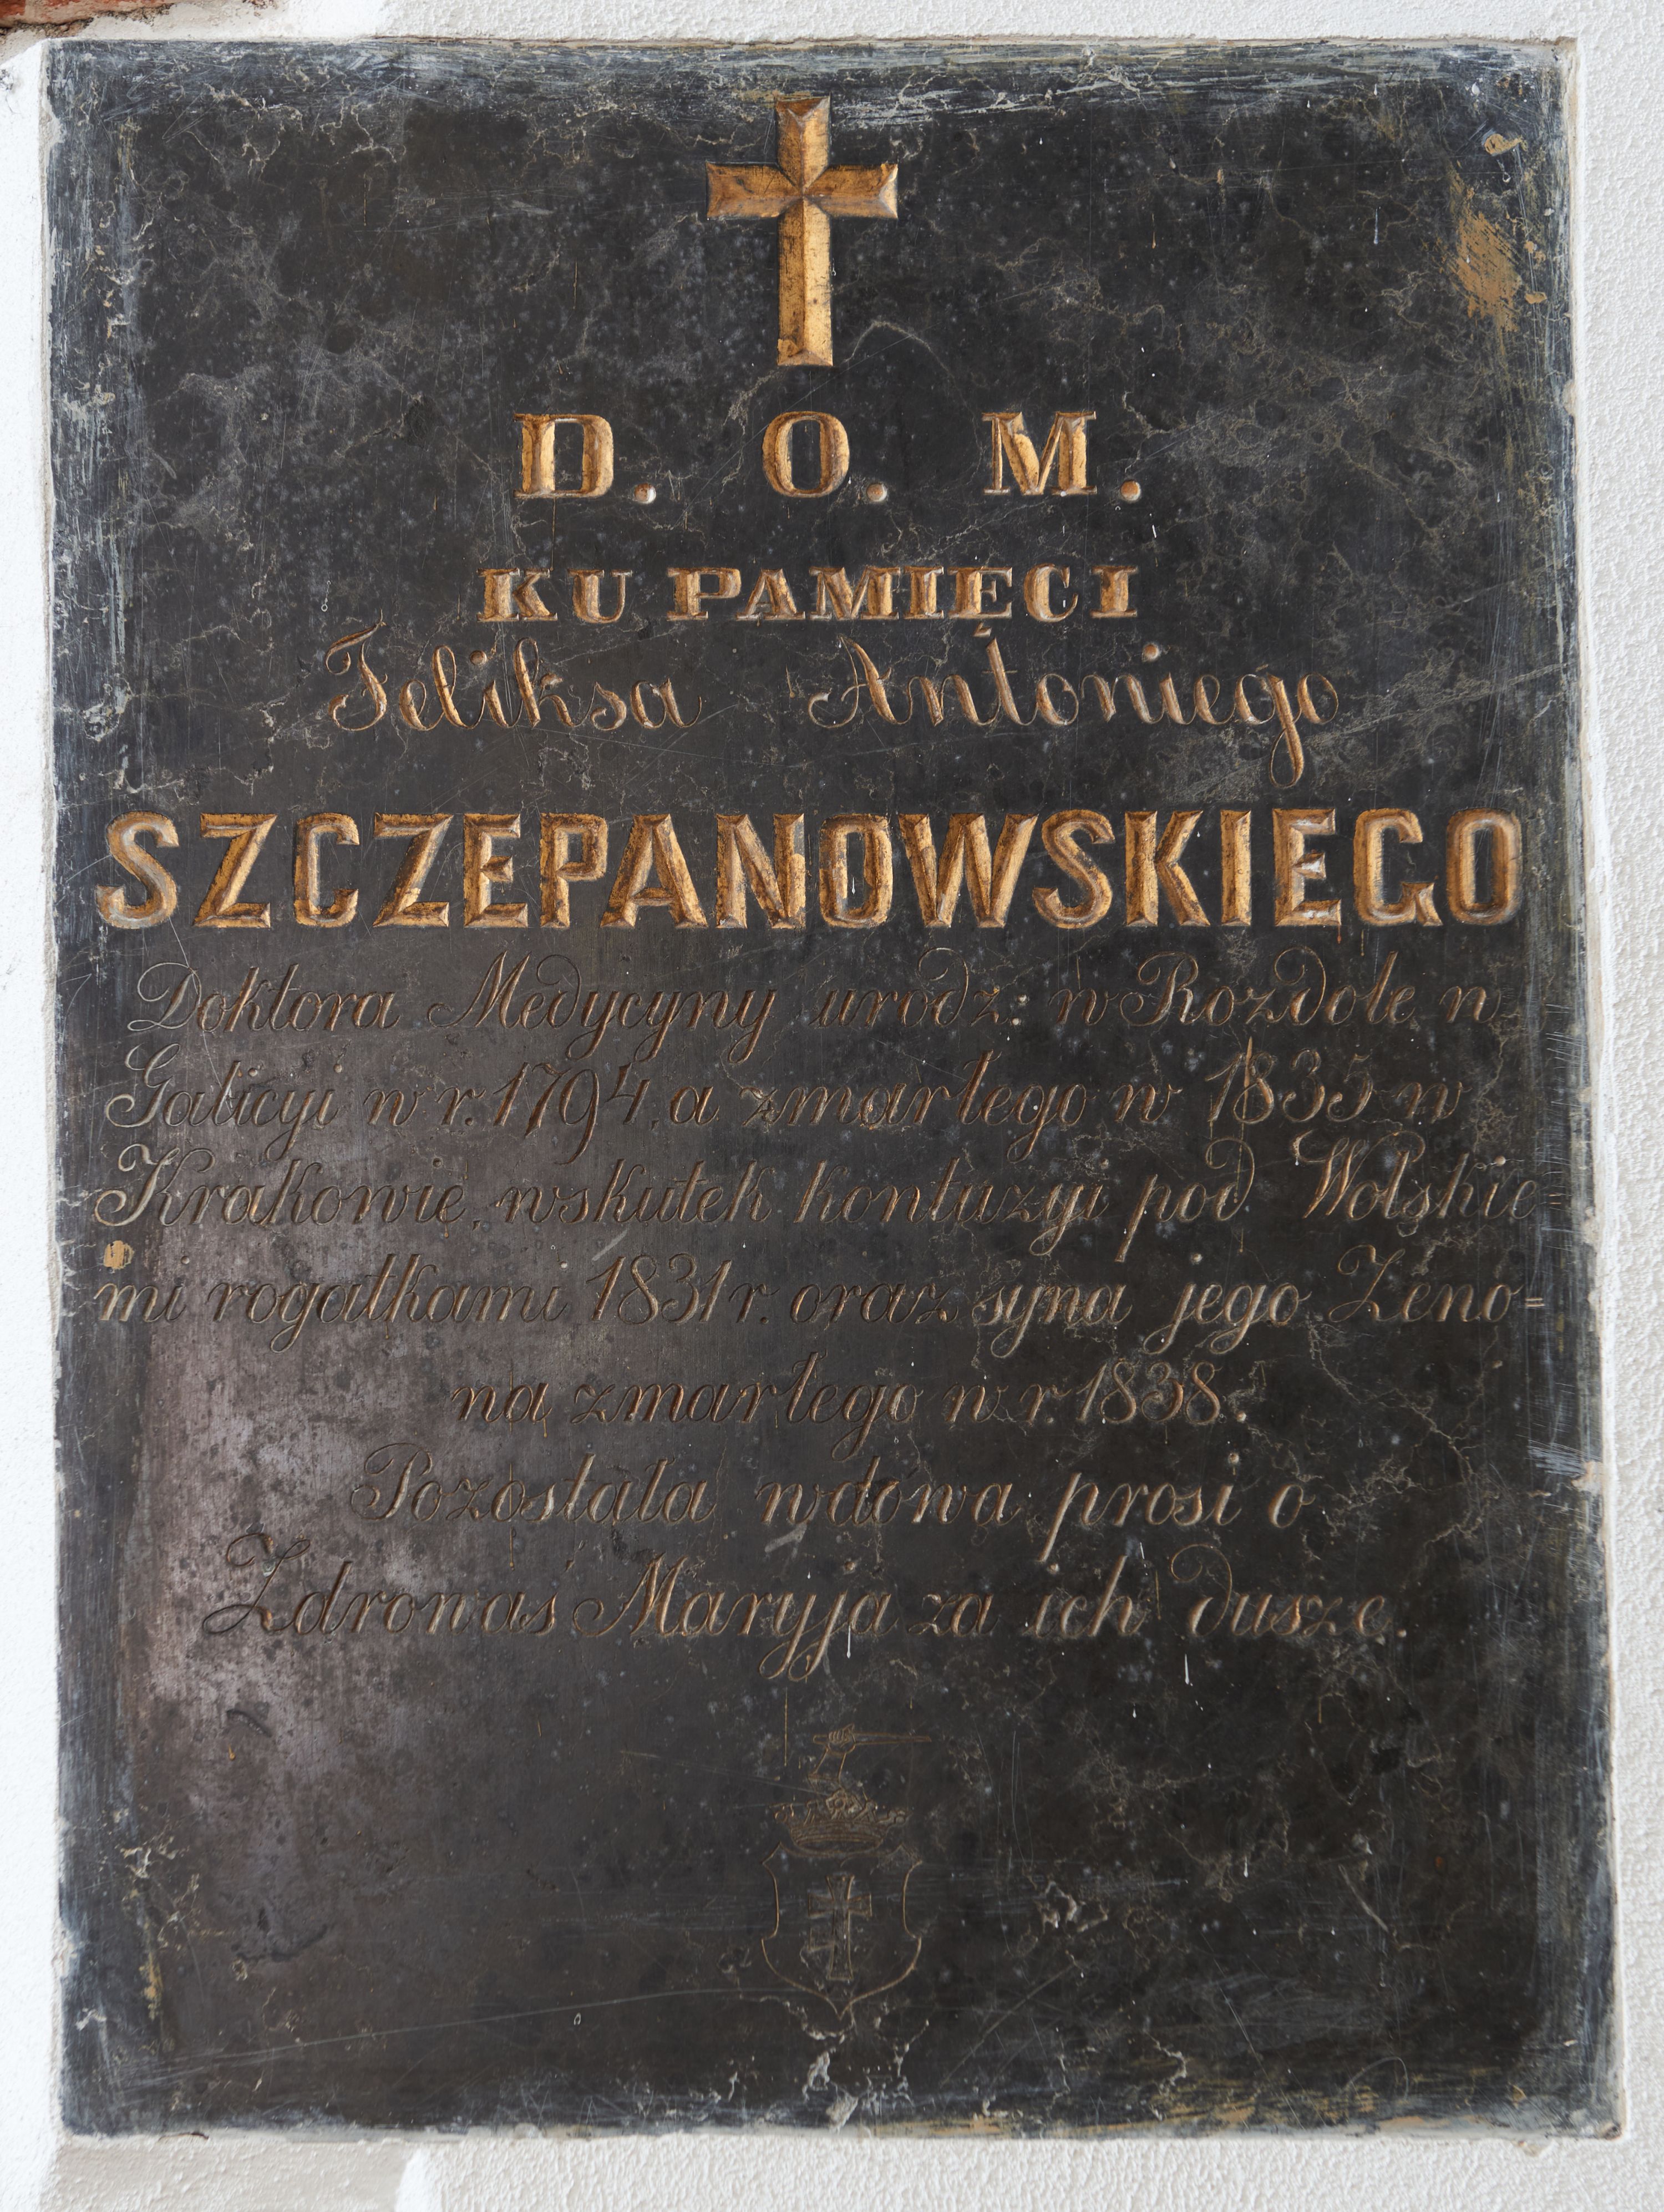 D. O. M.
KU PAMIĘCI
Feliksa Antoniego
SZCZEPANOWSKIEGO
Doktora Medycyny urodz: w Rozdole w
Galicyi w r. 1794, a zmarłego w 1835 w
Krakowie, wskutek kontuzyi pod Wolskie=
mi rogatkami 1831 r. oraz syna jego Zeno=
na zmarłego w r 1838.
Pozostała wdowa prosi o
Zdrowaś Maryja za ich dusze.